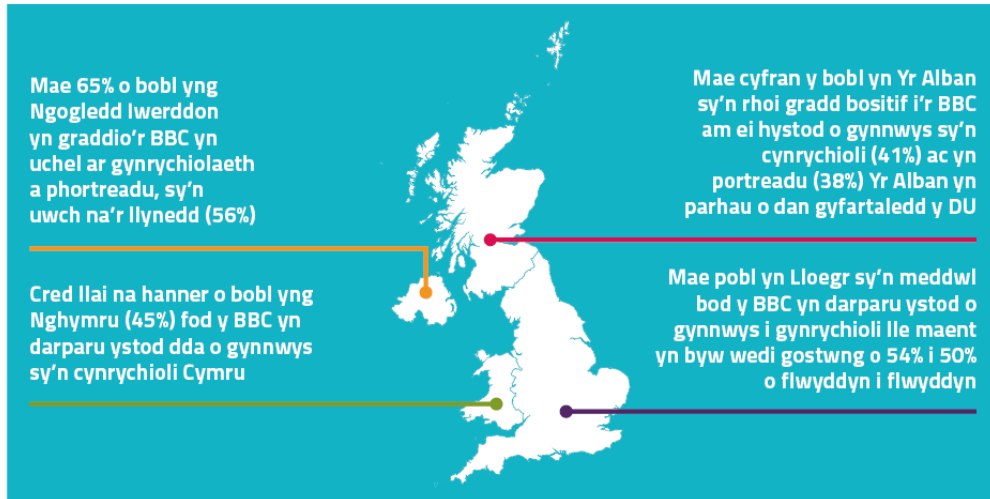 Mae 65% o bobl yng
Ngogledd Iwerddon
yn graddio'r BBC yn
uchel ar gynrychiolaeth
a phortreadu, sy'n
uwch na'r llynedd (56%)
Cred llai na hanner o bobl yng
Nghymru (45%) fod y BBC yn
darparu ystod dda o gynnwys
sy'n cynrychioli Cymru
Mae cyfran y bobl yn Yr Alban
sy'n rhoi gradd bositif i'r BBC
am ei hystod o gynnwys sy'n
cynrychioli (41%) ac yn
portreadu (38%) Yr Alban yn
parhau o dan gyfartaledd y DU
Mae pobl yn Lloegr sy'n meddwl
bod y BBC yn darparu ystod o
gynnwys i gynrychioli lle maent
yn byw wedi gostwng o 54% i 50%
o flwyddyn i flwyddyn